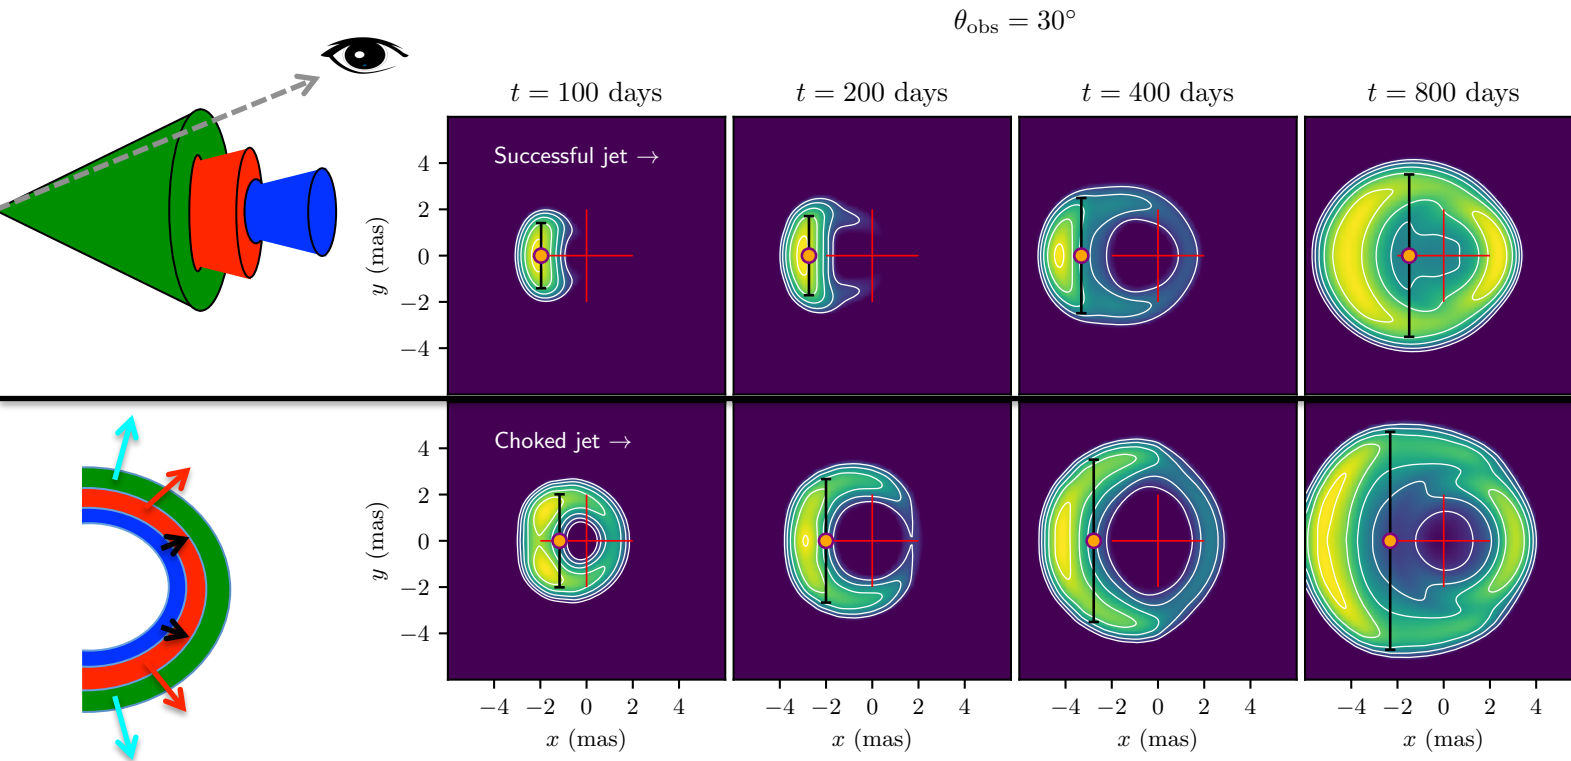 θobs = 30°
t = 100 days
t = 200 days
t = 400 days
t = 800 days
Successful jet →
y (mas)
4
2
0
−2
−4
Choked jet →
y (mas)
4
2
0
−2
−4
−4 −2 0 2 4
−4 −2 0 2 4
−4 −2 0 2 4
−4 −2 0 2 4
x (mas)
x (mas)
x (mas)
x (mas)